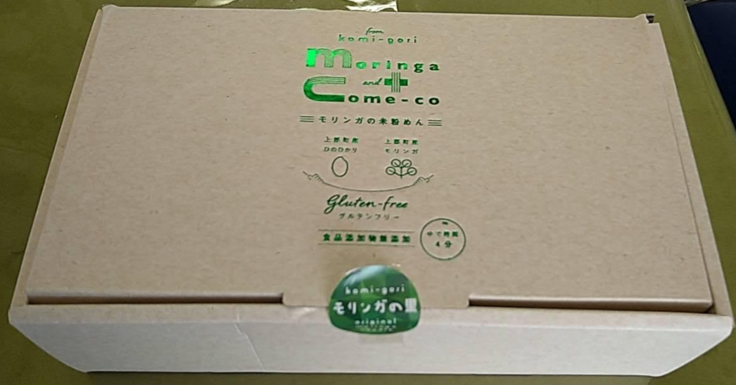 from
kami-gori
moringa
and
Come-co
モリンガの米粉めん
上郡町産 上郡町産
ひのひかり モリンガ
Gluten-free
グルテンフリー
食品添加物無添加
ゆで時間
4分
kami-gori
モリンガの里
original